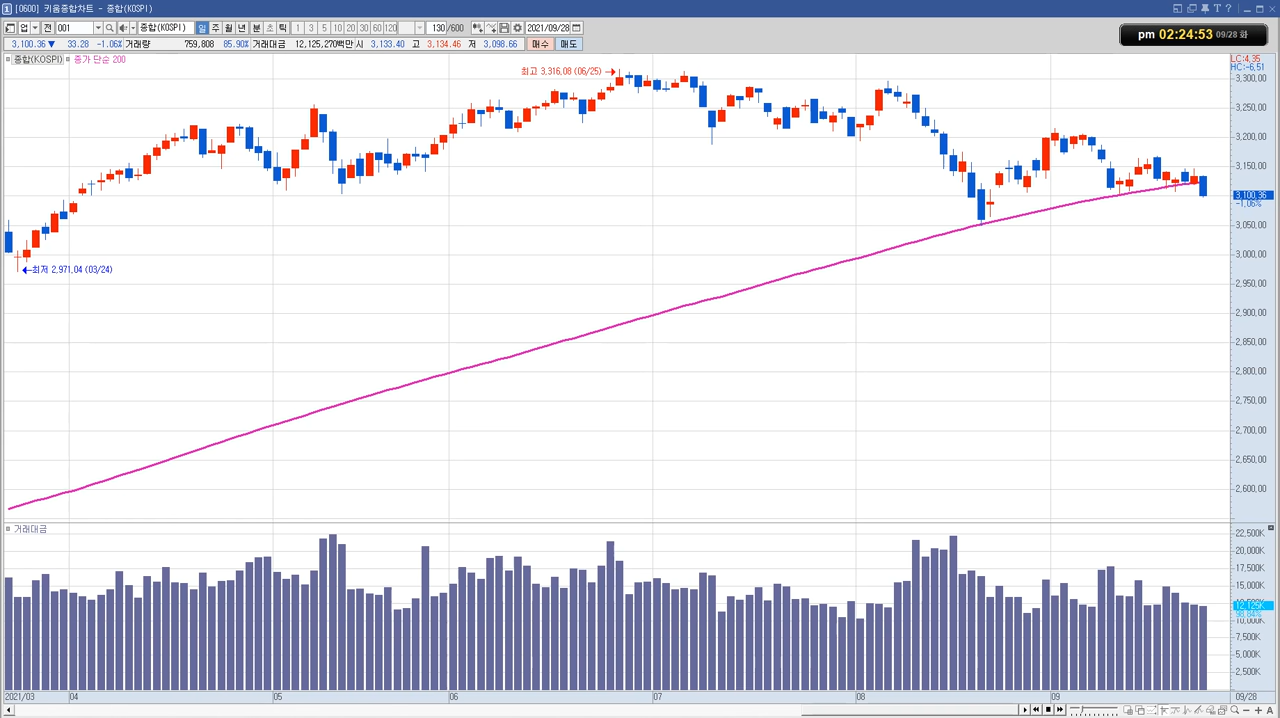 [0600] 키움종합차트 - 종합(KOSPI)
업 전 001 종합(KOSPI) 일 주 월 년 분 초 틱 1 3 5 10 20 30 60 120 130 /600 2021/09/28
3,100.36 ▼ 33.28 -1.06% 거래량 759,808 85.90% 거래대금 12,125,270백만 시 3,133.40 고 3,134.46 저 3,098.66 매수 매도
pm 02:24:53 09/28 화
종합(KOSPI) 종가 단순 200
LC:4.35
HC:-6.51
최고 3,316.08 (06/25)
3,300.00
3,250.00
3,200.00
3,150.00
3,100.36
-1.06%
3,050.00
3,000.00
최저 2,971.04 (03/24)
2,950.00
2,900.00
2,850.00
2,800.00
2,750.00
2,700.00
2,650.00
2,600.00
거래대금
22,500K
20,000K
17,500K
15,000K
12,125K
10,000K
7,500K
5,000K
2,500K
2021/03 04 05 06 07 08 09 09/28